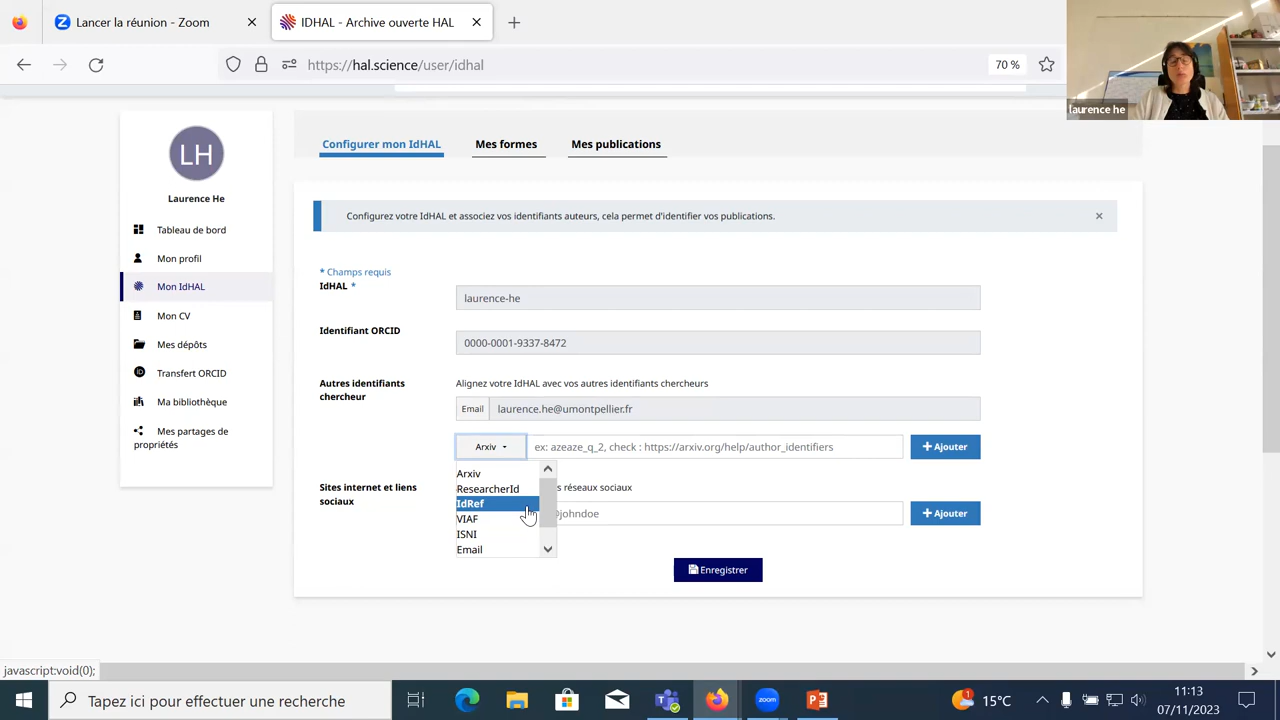 Lancer la réunion - Zoom
IDHAL - Archive ouverte HAL
https://hal.science/user/idhal
70 %
laurence he
LH
Laurence He
Tableau de bord
Mon profil
Mon IdHAL
Mon CV
Mes dépôts
Transfert ORCID
Ma bibliothèque
Mes partages de
propriétés
Configurer mon IdHAL
Mes formes
Mes publications
Configurez votre IdHAL et associez vos identifiants auteurs, cela permet d'identifier vos publications.
* Champs requis
IdHAL *
laurence-he
Identifiant ORCID
0000-0001-9337-8472
Autres identifiants
chercheur
Alignez votre IdHAL avec vos autres identifiants chercheurs
Email
laurence.he@umontpellier.fr
Arxiv
ex: azeaze_q_2, check : https://arxiv.org/help/author_identifiers
+ Ajouter
Arxiv
ResearcherId
IdRef
VIAF
ISNI
Email
Sites internet et liens
sociaux
s réseaux sociaux
@johndoe
+ Ajouter
Enregistrer
javascript:void(0);
Tapez ici pour effectuer une recherche
zoom
1
15°C
11:13
07/11/2023